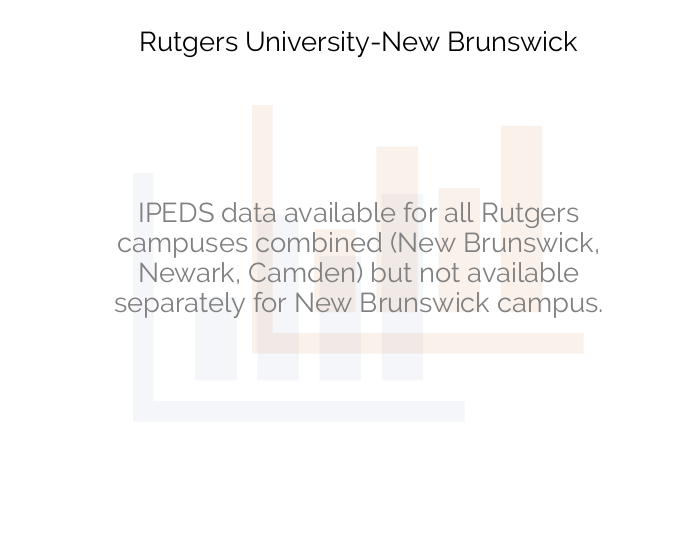 Rutgers University-New Brunswick
IPEDS data available for all Rutgers
campuses combined (New Brunswick,
Newark, Camden) but not available
separately for New Brunswick campus.